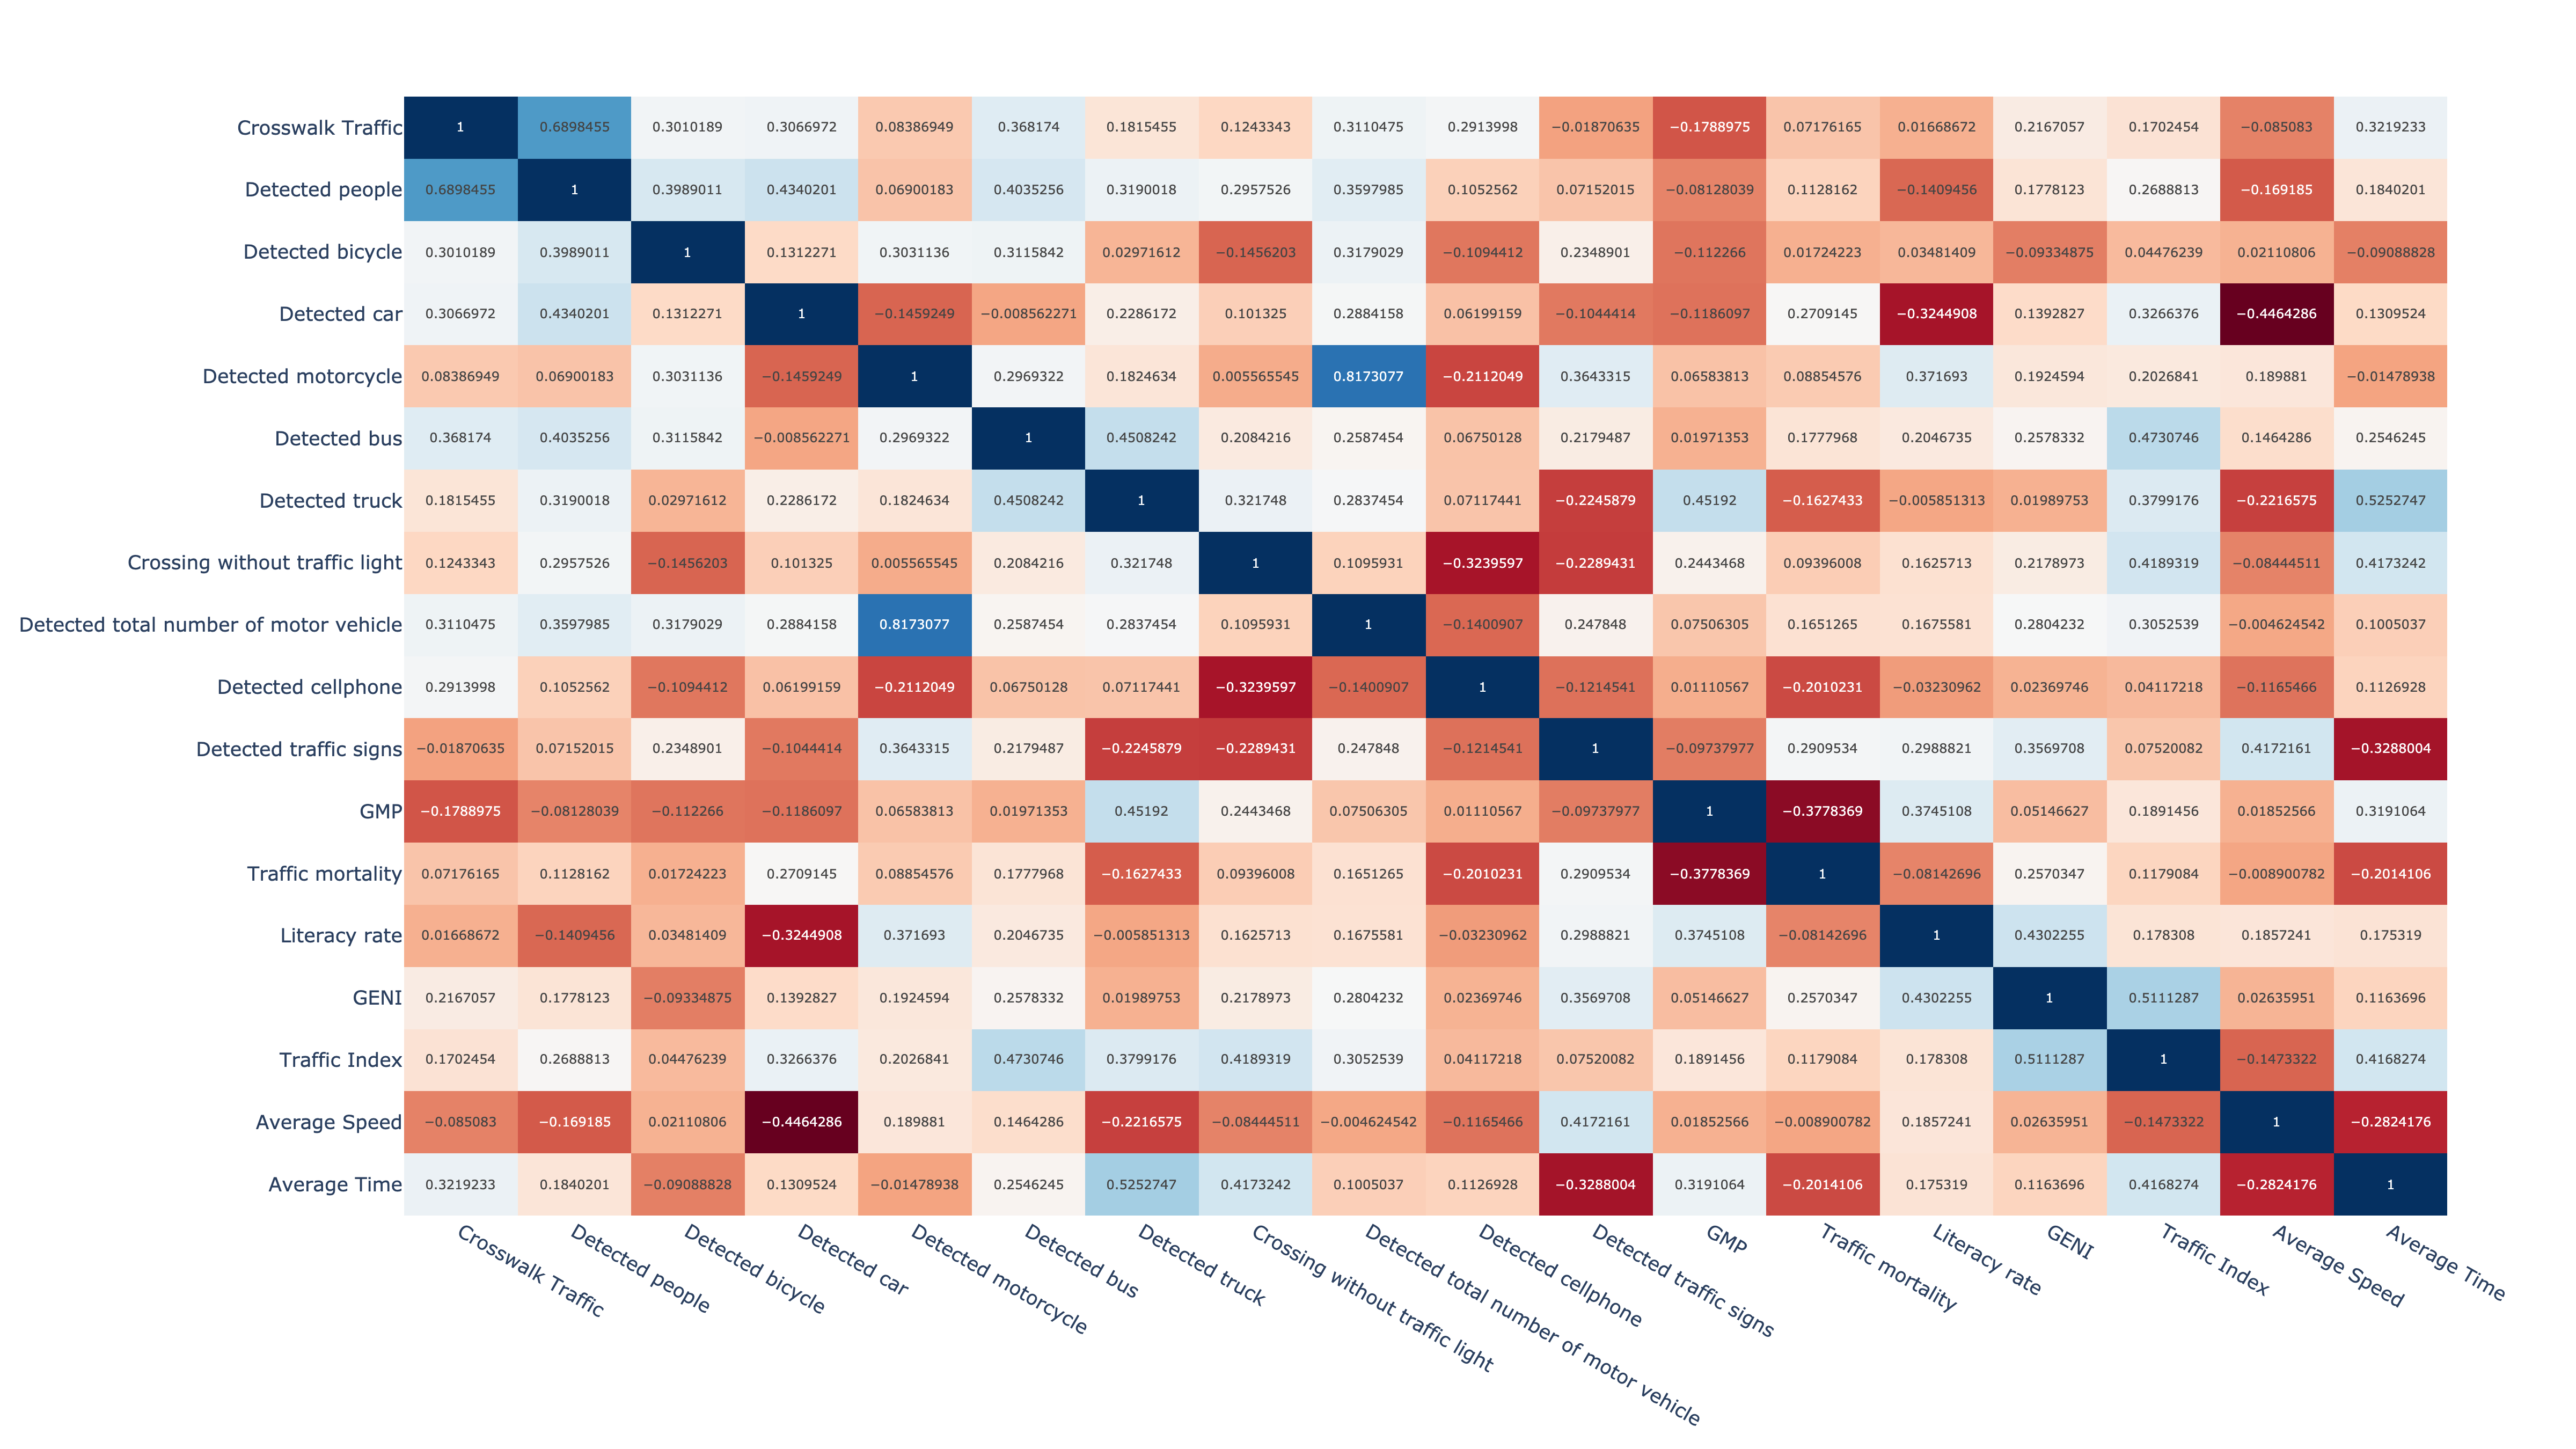 Crosswalk Traffic 1 0.6898455 0.3010189 0.3066972 0.08386949 0.368174 0.1815455 0.1243343 0.3110475 0.2913998 −0.01870635 −0.1788975 0.07176165 0.01668672 0.2167057 0.1702454 −0.085083 0.3219233
Detected people 0.6898455 1 0.3989011 0.4340201 0.06900183 0.4035256 0.3190018 0.2957526 0.3597985 0.1052562 0.07152015 −0.08128039 0.1128162 −0.1409456 0.1778123 0.2688813 −0.169185 0.1840201
Detected bicycle 0.3010189 0.3989011 1 0.1312271 0.3031136 0.3115842 0.02971612 −0.1456203 0.3179029 −0.1094412 0.2348901 −0.112266 0.01724223 0.03481409 −0.09334875 0.04476239 0.02110806 −0.09088828
Detected car 0.3066972 0.4340201 0.1312271 1 −0.1459249 −0.008562271 0.2286172 0.101325 0.2884158 0.06199159 −0.1044414 −0.1186097 0.2709145 −0.3244908 0.1392827 0.3266376 −0.4464286 0.1309524
Detected motorcycle 0.08386949 0.06900183 0.3031136 −0.1459249 1 0.2969322 0.1824634 0.005565545 0.8173077 −0.2112049 0.3643315 0.06583813 0.08854576 0.371693 0.1924594 0.2026841 0.189881 −0.01478938
Detected bus 0.368174 0.4035256 0.3115842 −0.008562271 0.2969322 1 0.4508242 0.2084216 0.2587454 0.06750128 0.2179487 0.01971353 0.1777968 0.2046735 0.2578332 0.4730746 0.1464286 0.2546245
Detected truck 0.1815455 0.3190018 0.02971612 0.2286172 0.1824634 0.4508242 1 0.321748 0.2837454 0.07117441 −0.2245879 0.45192 −0.1627433 −0.005851313 0.01989753 0.3799176 −0.2216575 0.5252747
Crossing without traffic light 0.1243343 0.2957526 −0.1456203 0.101325 0.005565545 0.2084216 0.321748 1 0.1095931 −0.3239597 −0.2289431 0.2443468 0.09396008 0.1625713 0.2178973 0.4189319 −0.08444511 0.4173242
Detected total number of motor vehicle 0.3110475 0.3597985 0.3179029 0.2884158 0.8173077 0.2587454 0.2837454 0.1095931 1 −0.1400907 0.247848 0.07506305 0.1651265 0.1675581 0.2804232 0.3052539 −0.004624542 0.1005037
Detected cellphone 0.2913998 0.1052562 −0.1094412 0.06199159 −0.2112049 0.06750128 0.07117441 −0.3239597 −0.1400907 1 −0.1214541 0.01110567 −0.2010231 −0.03230962 0.02369746 0.04117218 −0.1165466 0.1126928
Detected traffic signs −0.01870635 0.07152015 0.2348901 −0.1044414 0.3643315 0.2179487 −0.2245879 −0.2289431 0.247848 −0.1214541 1 −0.09737977 0.2909534 0.2988821 0.3569708 0.07520082 0.4172161 −0.3288004
GMP −0.1788975 −0.08128039 −0.112266 −0.1186097 0.06583813 0.01971353 0.45192 0.2443468 0.07506305 0.01110567 −0.09737977 1 −0.3778369 0.3745108 0.05146627 0.1891456 0.01852566 0.3191064
Traffic mortality 0.07176165 0.1128162 0.01724223 0.2709145 0.08854576 0.1777968 −0.1627433 0.09396008 0.1651265 −0.2010231 0.2909534 −0.3778369 1 −0.08142696 0.2570347 0.1179084 −0.008900782 −0.2014106
Literacy rate 0.01668672 −0.1409456 0.03481409 −0.3244908 0.371693 0.2046735 −0.005851313 0.1625713 0.1675581 −0.03230962 0.2988821 0.3745108 −0.08142696 1 0.4302255 0.178308 0.1857241 0.175319
GENI 0.2167057 0.1778123 −0.09334875 0.1392827 0.1924594 0.2578332 0.01989753 0.2178973 0.2804232 0.02369746 0.3569708 0.05146627 0.2570347 0.4302255 1 0.5111287 0.02635951 0.1163696
Traffic Index 0.1702454 0.2688813 0.04476239 0.3266376 0.2026841 0.4730746 0.3799176 0.4189319 0.3052539 0.04117218 0.07520082 0.1891456 0.1179084 0.178308 0.5111287 1 −0.1473322 0.4168274
Average Speed −0.085083 −0.169185 0.02110806 −0.4464286 0.189881 0.1464286 −0.2216575 −0.08444511 −0.004624542 −0.1165466 0.4172161 0.01852566 −0.008900782 0.1857241 0.02635951 −0.1473322 1 −0.2824176
Average Time 0.3219233 0.1840201 −0.09088828 0.1309524 −0.01478938 0.2546245 0.5252747 0.4173242 0.1005037 0.1126928 −0.3288004 0.3191064 −0.2014106 0.175319 0.1163696 0.4168274 −0.2824176 1
Crosswalk Traffic
Detected people
Detected bicycle
Detected car
Detected motorcycle
Detected bus
Detected truck
Crossing without traffic light
Detected total number of motor vehicle
Detected cellphone
Detected traffic signs
GMP
Traffic mortality
Literacy rate
GENI
Traffic Index
Average Speed
Average Time